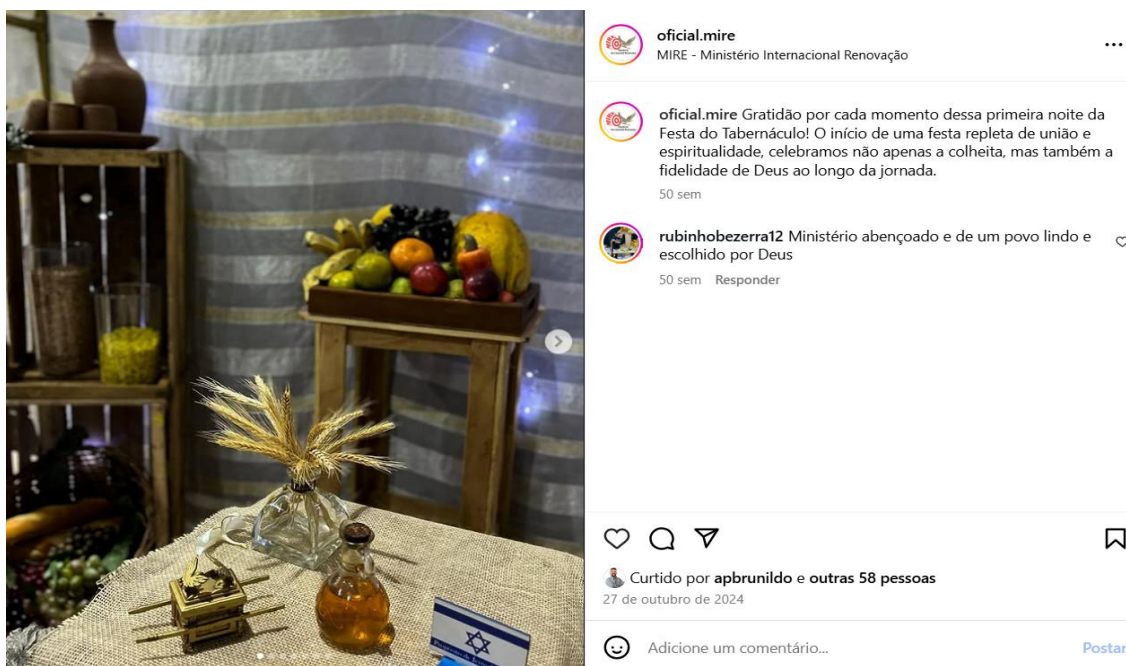 oficial.mire
MIRE - Ministério Internacional Renovação
oficial.mire Gratidão por cada momento dessa primeira noite da
Festa do Tabernáculo! O início de uma festa repleta de união e
espiritualidade, celebramos não apenas a colheita, mas também a
fidelidade de Deus ao longo da jornada.
50 sem
rubinhobezerra12 Ministério abençoado e de um povo lindo e
escolhido por Deus
50 sem Responder
Curtido por apbrunildo e outras 58 pessoas
27 de outubro de 2024
Adicione um comentário...
Postar